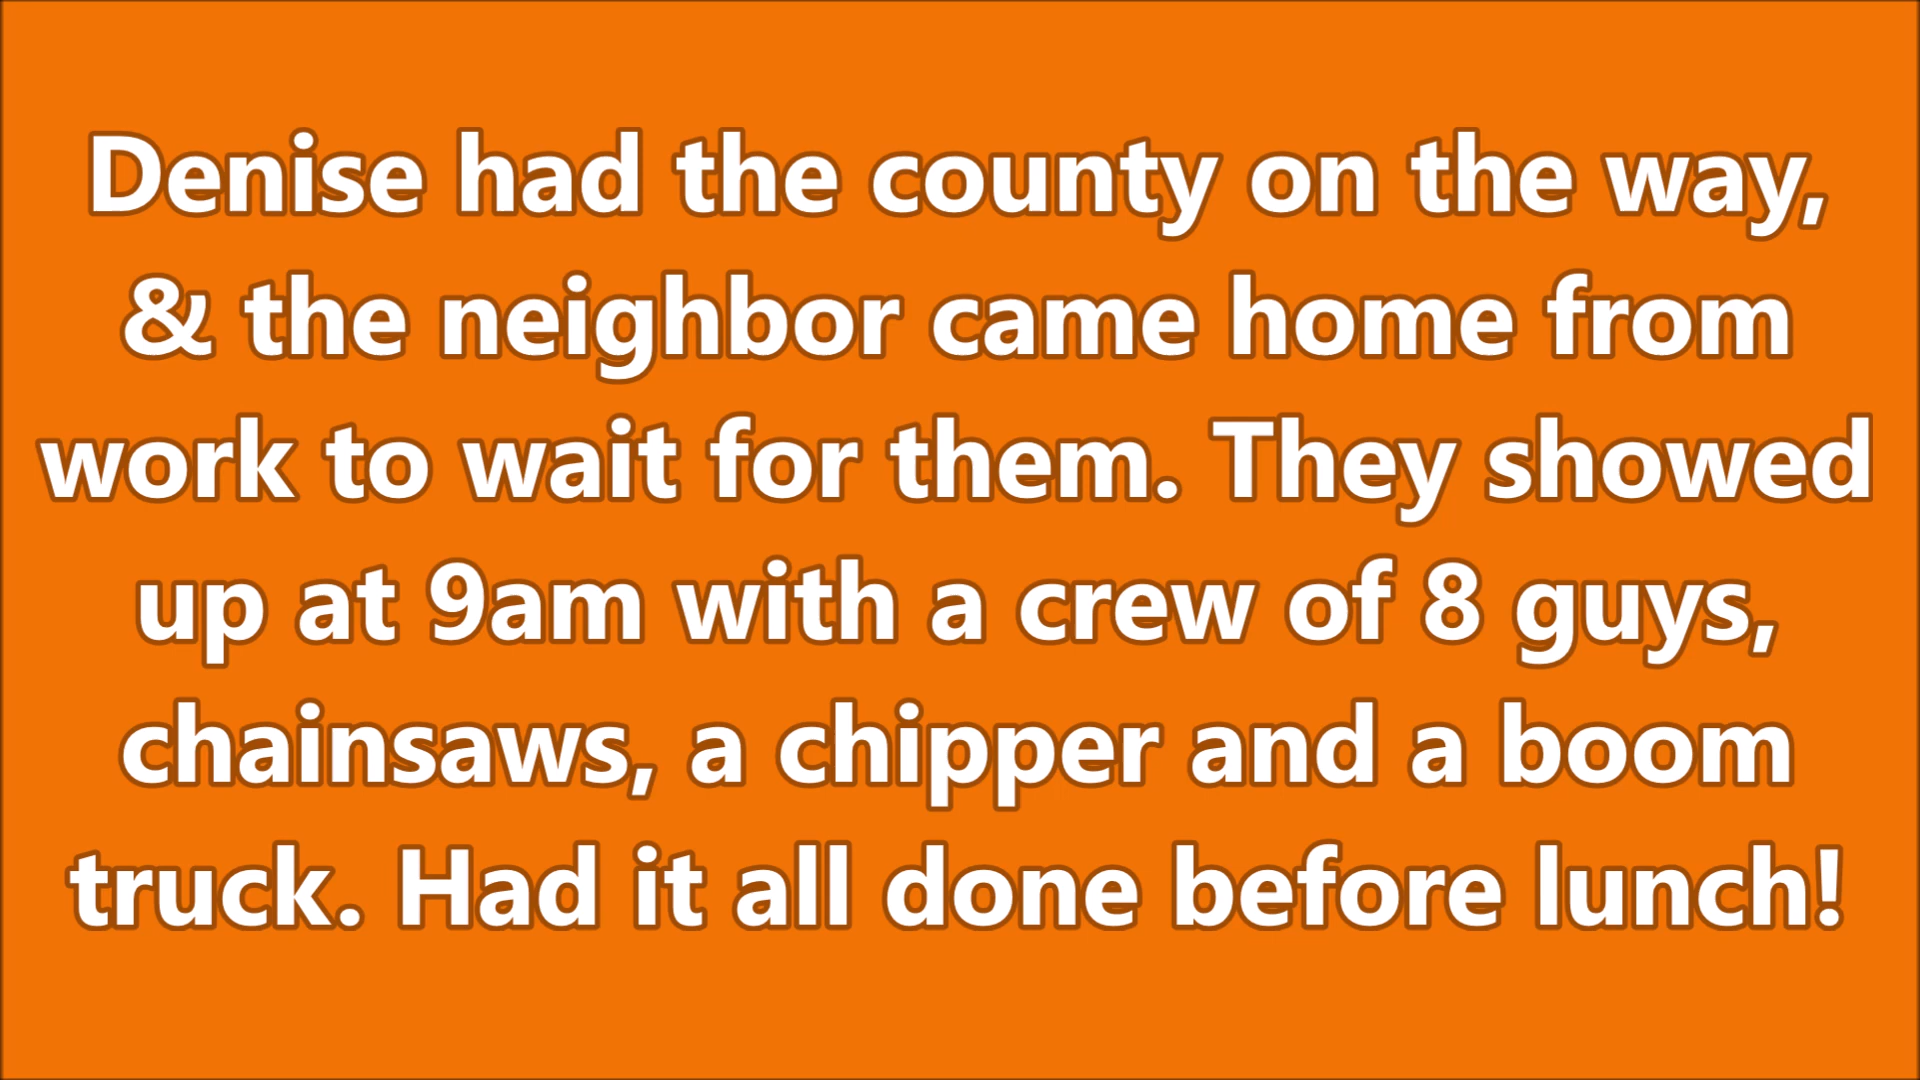 Denise had the county on the way,
& the neighbor came home from
work to wait for them. They showed
up at 9am with a crew of 8 guys,
chainsaws, a chipper and a boom
truck. Had it all done before lunch!